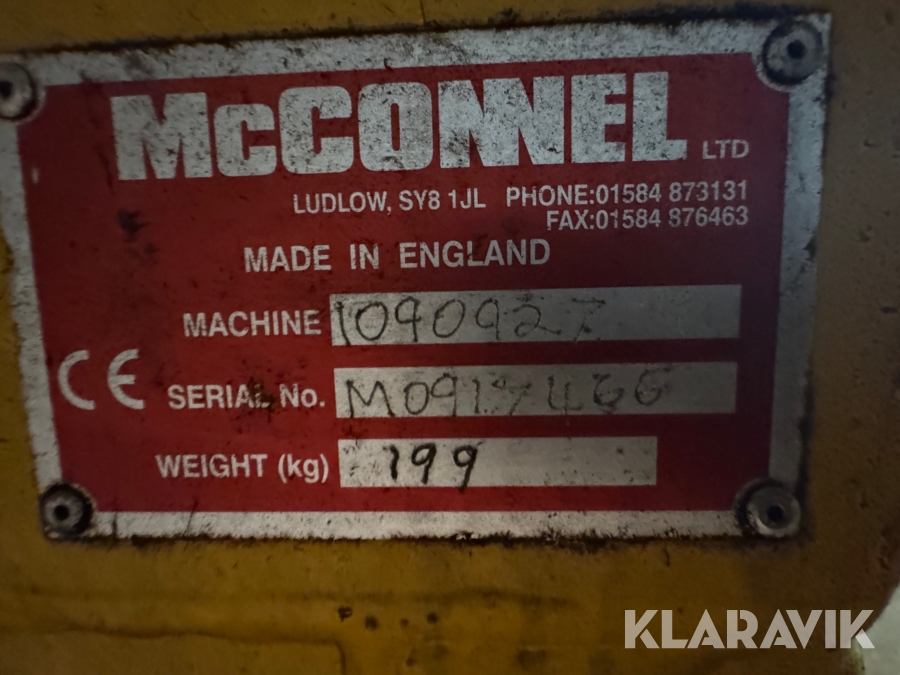 McCONNEL LTD
LUDLOW, SY8 1JL PHONE:01584 873131
FAX:01584 876463
MADE IN ENGLAND
MACHINE 1090927
CE SERIAL No.
WEIGHT (kg) 199
KLARAVIK